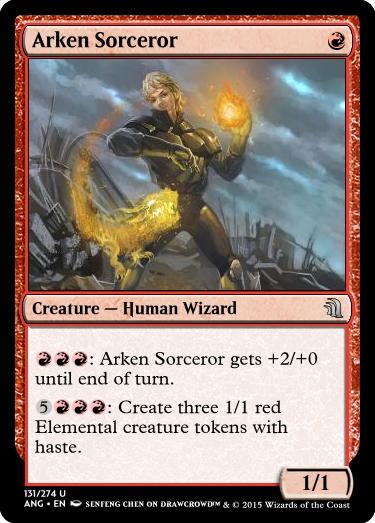 Arken Sorceror
Creature — Human Wizard
: Arken Sorceror gets +2/+0
until end of turn.
5: Create three 1/1 red
Elemental creature tokens with
haste.
1/1
131/274 U
ANG • EN SENFENG CHEN ON DRAWCROWD™ & © 2015 Wizards of the Coast